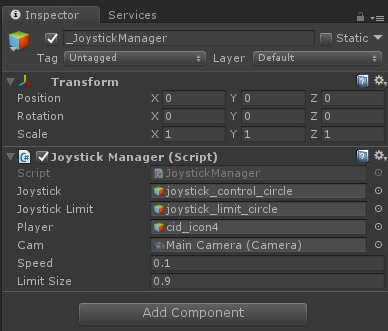 Inspector Services
_JoystickManager Static
Tag Untagged Layer Default
Transform
Position X 0 Y 0 Z 0
Rotation X 0 Y 0 Z 0
Scale X 1 Y 1 Z 1
Joystick Manager (Script)
Script JoystickManager
Joystick joystick_control_circle
Joystick Limit joystick_limit_circle
Player cid_icon4
Cam Main Camera (Camera)
Speed 0.1
Limit Size 0.9
Add Component